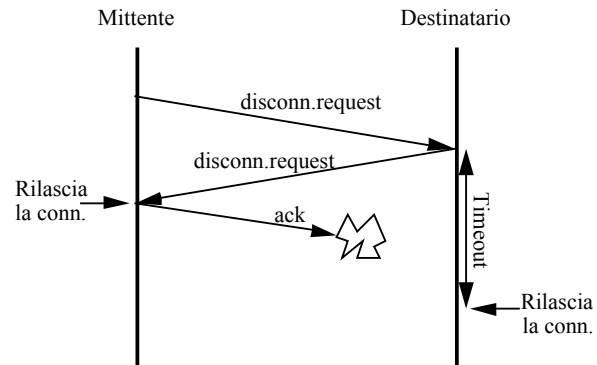 Mittente
Destinatario
disconn.request
disconn.request
Rilascia
la conn.
ack
Timeout
Rilascia
la conn.